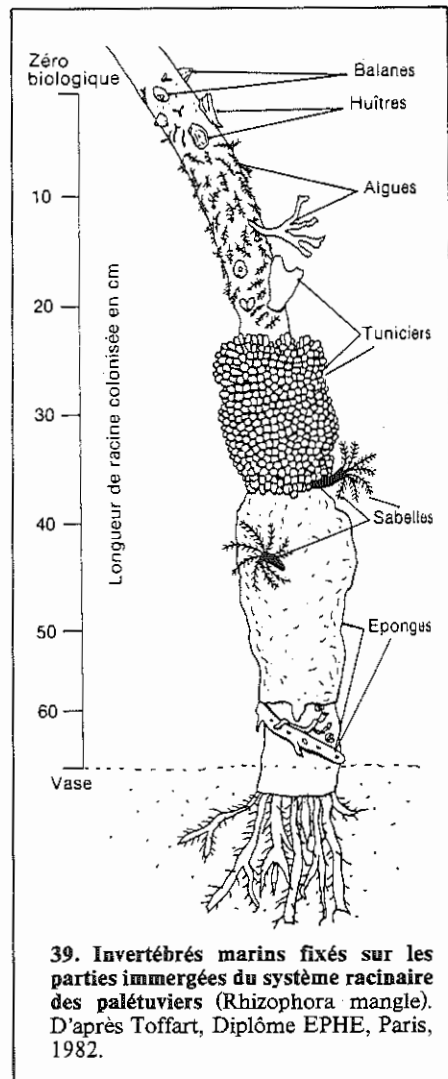 Zéro
biologique
Balanes
Huîtres
10
Algues
20
Tuniciers
Longueur de racine colonisée en cm
30
40
Sabelles
50
Eponges
60
Vase
39. Invertébrés marins fixés sur les
parties immergées du système racinaire
des palétuviers (Rhizophora mangle).
D'après Toffart, Diplôme EPHE, Paris,
1982.